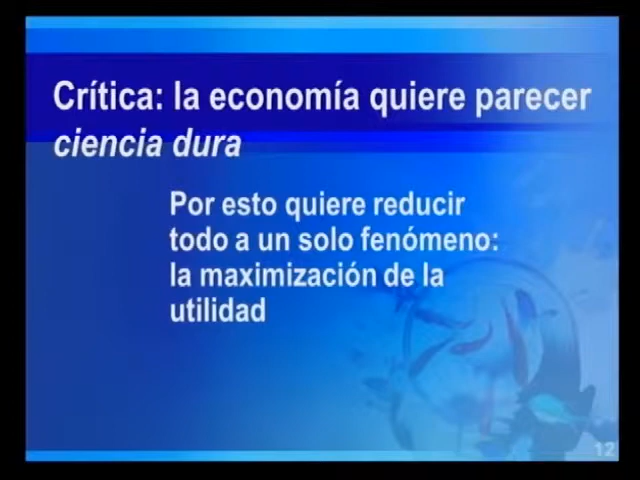 Crítica: la economía quiere parecer
ciencia dura
Por esto quiere reducir
todo a un solo fenómeno:
la maximización de la
utilidad
12